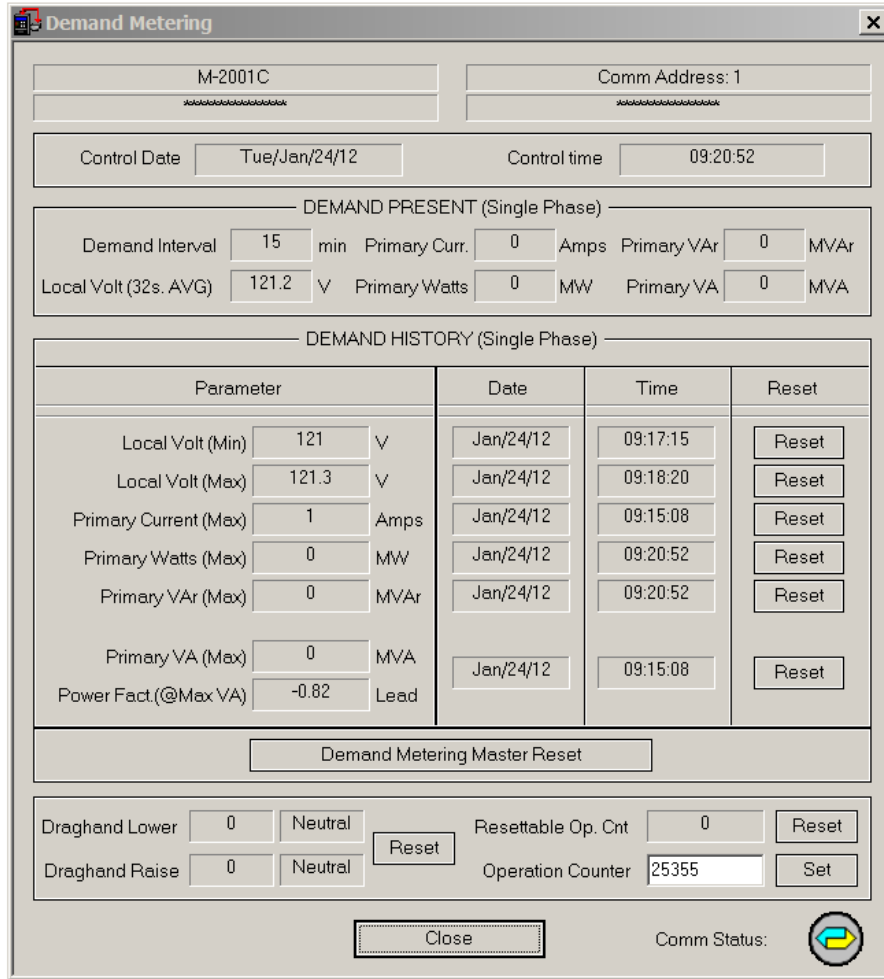 Demand Metering
M-2001C Comm Address: 1
**************** ****************
Control Date Tue/Jan/24/12 Control time 09:20:52
DEMAND PRESENT (Single Phase)
Demand Interval 15 min Primary Curr. 0 Amps Primary VAr 0 MVAr
Local Volt (32s. AVG) 121.2 V Primary Watts 0 MW Primary VA 0 MVA
DEMAND HISTORY (Single Phase)
Parameter Date Time Reset
Local Volt (Min) 121 V Jan/24/12 09:17:15 Reset
Local Volt (Max) 121.3 V Jan/24/12 09:18:20 Reset
Primary Current (Max) 1 Amps Jan/24/12 09:15:08 Reset
Primary Watts (Max) 0 MW Jan/24/12 09:20:52 Reset
Primary VAr (Max) 0 MVAr Jan/24/12 09:20:52 Reset
Primary VA (Max) 0 MVA
Jan/24/12 09:15:08 Reset
Power Fact.(@Max VA) -0.82 Lead
Demand Metering Master Reset
Draghand Lower 0 Neutral Resettable Op. Cnt 0 Reset
Reset
Draghand Raise 0 Neutral Operation Counter 25355 Set
Close Comm Status: